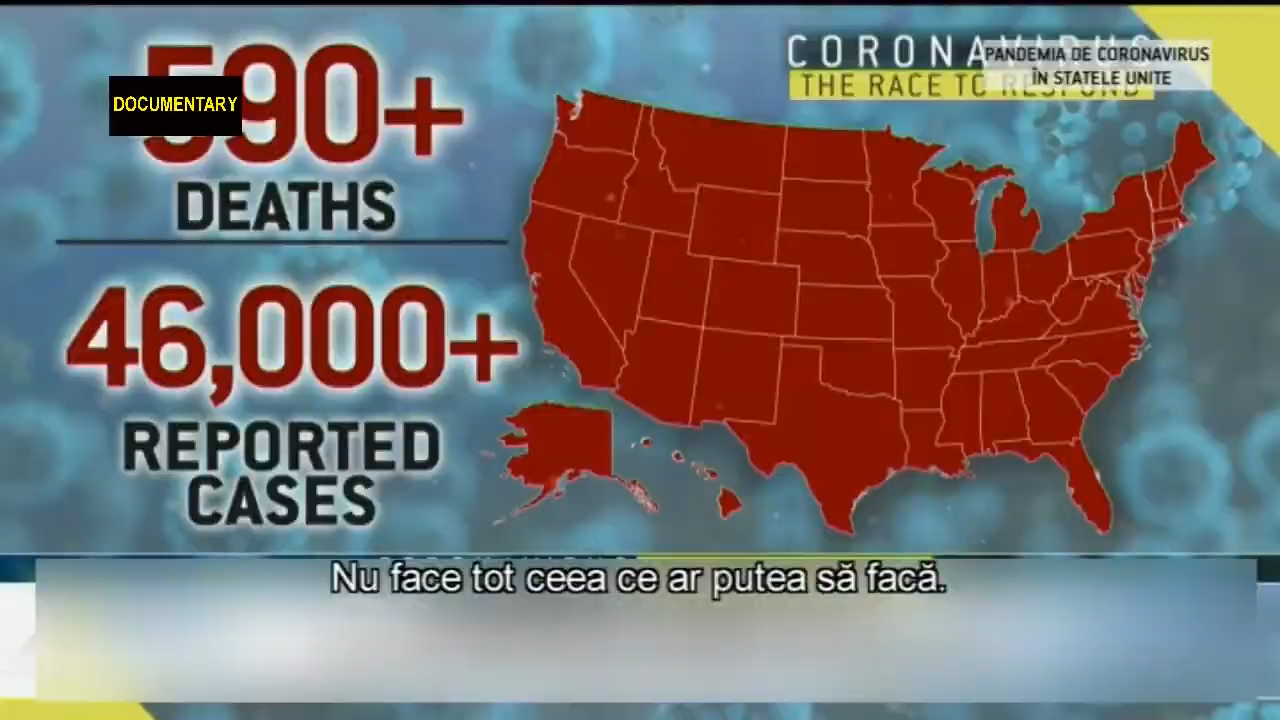 590+
DOCUMENTARY
DEATHS
46,000+
REPORTED
CASES
CORONAVIRUS
THE RACE TO RESPOND
PANDEMIA DE CORONAVIRUS
ÎN STATELE UNITE
Nu face tot ceea ce ar putea să facă.